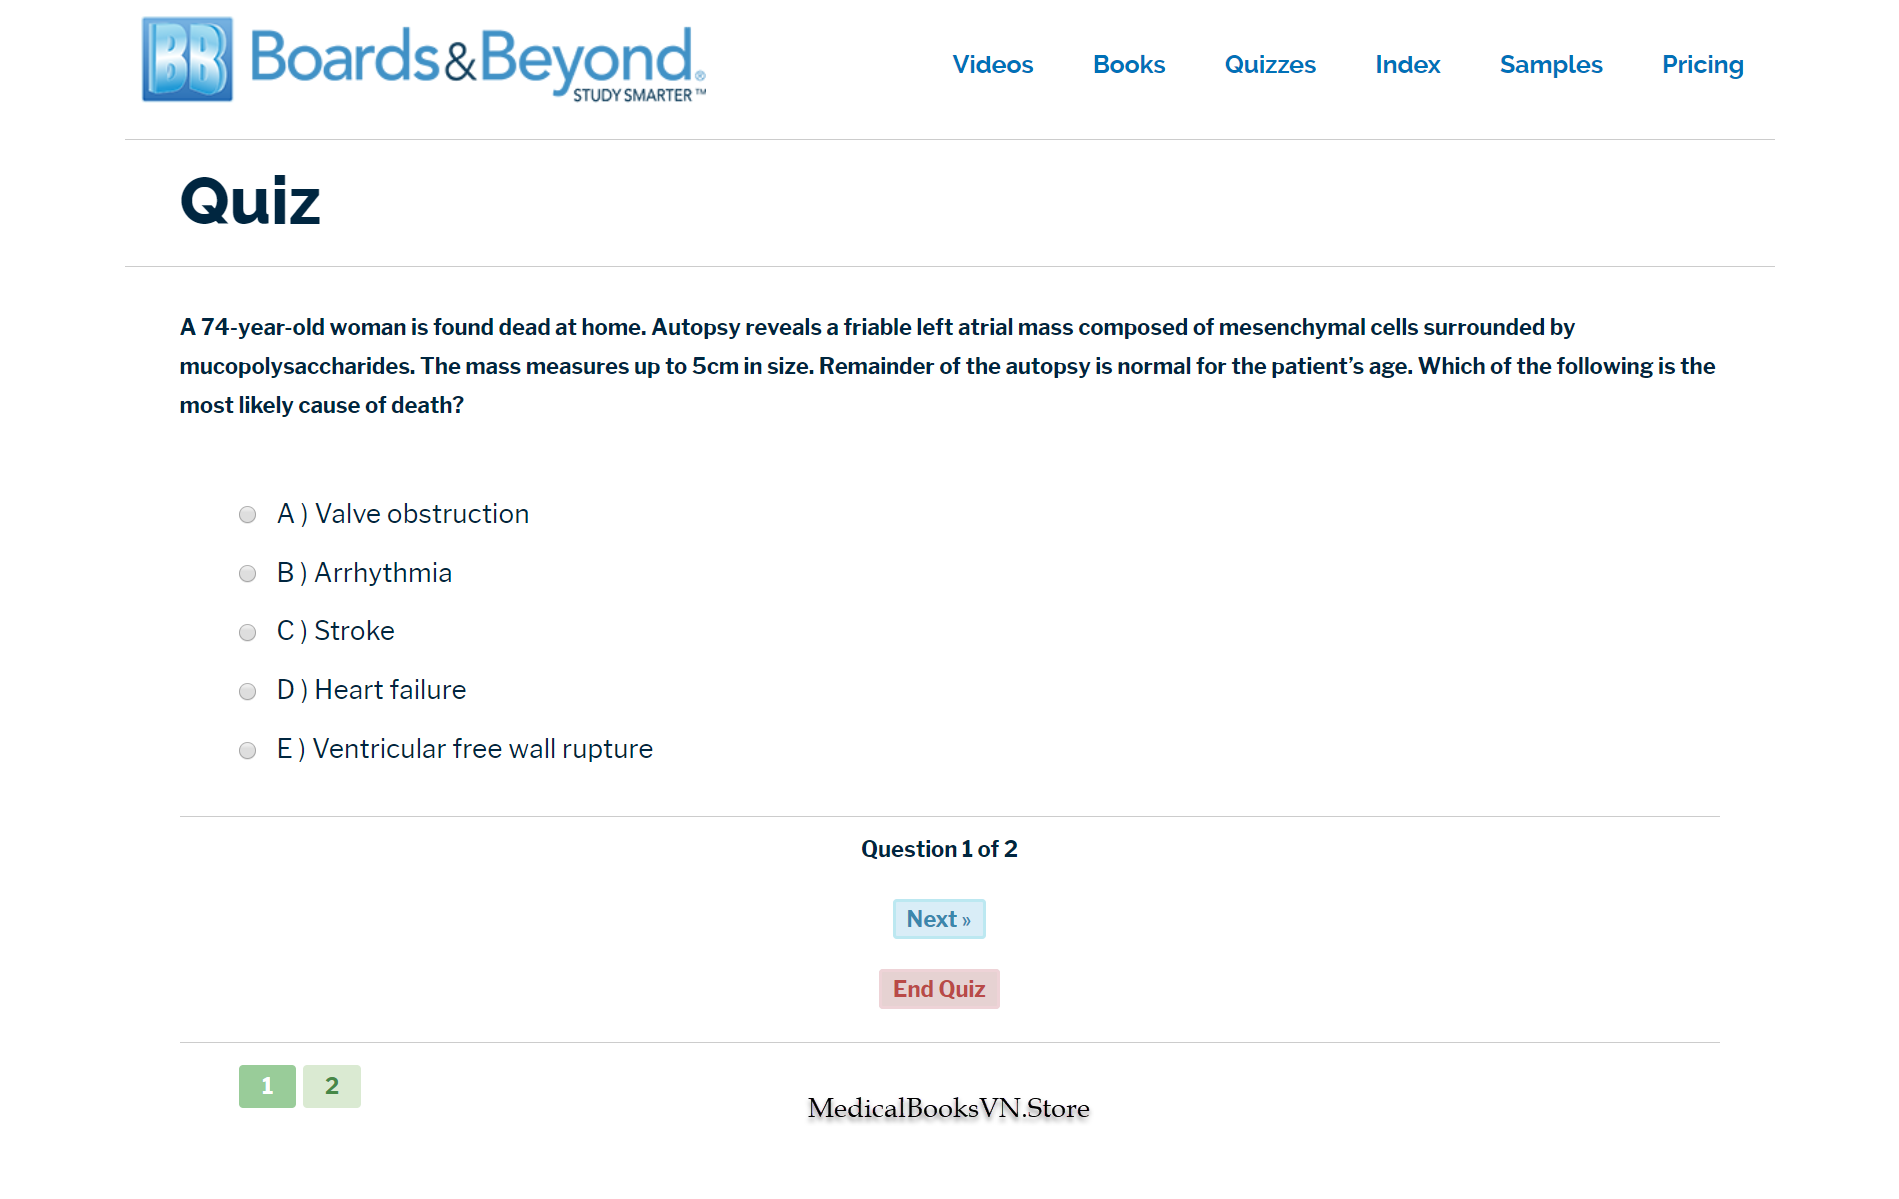 BB Boards&Beyond®
STUDY SMARTER™
Videos Books Quizzes Index Samples Pricing
Quiz
A 74-year-old woman is found dead at home. Autopsy reveals a friable left atrial mass composed of mesenchymal cells surrounded by
mucopolysaccharides. The mass measures up to 5cm in size. Remainder of the autopsy is normal for the patient’s age. Which of the following is the
most likely cause of death?
A ) Valve obstruction
B ) Arrhythmia
C ) Stroke
D ) Heart failure
E ) Ventricular free wall rupture
Question 1 of 2
Next »
End Quiz
1 2
MedicalBooksVN.Store